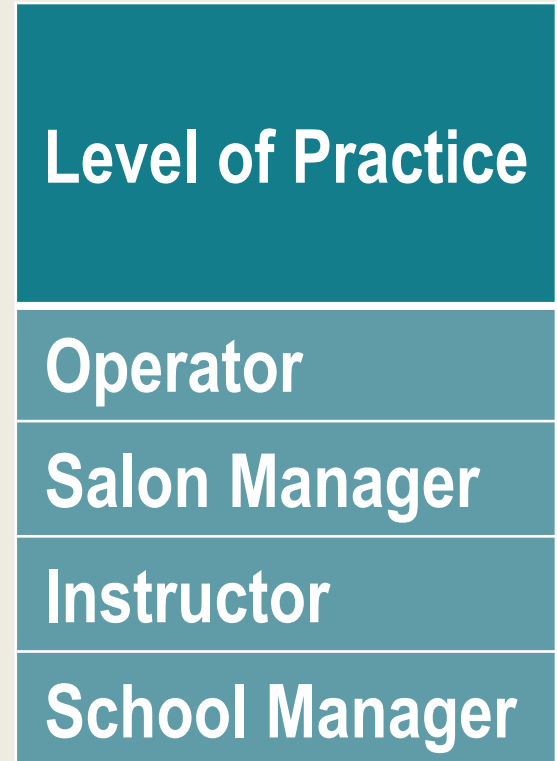 Level of Practice
Operator
Salon Manager
Instructor
School Manager